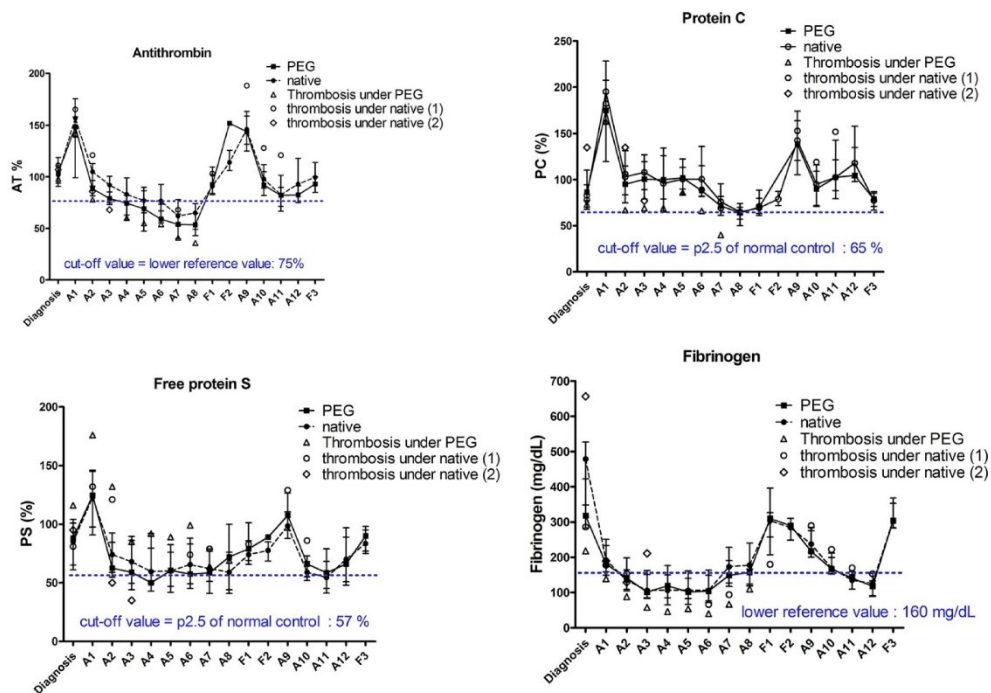 Antithrombin
PEG
native
Thrombosis under PEG
thrombosis under native (1)
thrombosis under native (2)
AT %
200
150
100
50
0
cut-off value = lower reference value: 75%
Diagnosis A1 A2 A3 A4 A5 A6 A7 A8 F1 F2 A9 A10 A11 A12 F3
Protein C
PEG
native
Thrombosis under PEG
thrombosis under native (1)
thrombosis under native (2)
PC (%)
250
200
150
100
50
0
cut-off value = p2.5 of normal control : 65 %
Diagnosis A1 A2 A3 A4 A5 A6 A7 A8 F1 F2 A9 A10 A11 A12 F3
Free protein S
PEG
native
Thrombosis under PEG
thrombosis under native (1)
thrombosis under native (2)
PS (%)
200
150
100
50
0
cut-off value = p2.5 of normal control : 57 %
Diagnosis A1 A2 A3 A4 A5 A6 A7 A8 F1 F2 A9 A10 A11 A12 F3
Fibrinogen
PEG
native
Thrombosis under PEG
thrombosis under native (1)
thrombosis under native (2)
Fibrinogen (mg/dL)
700
600
500
400
300
200
100
0
lower reference value : 160 mg/dL
Diagnosis A1 A2 A3 A4 A5 A6 A7 A8 F1 F2 A9 A10 A11 A12 F3